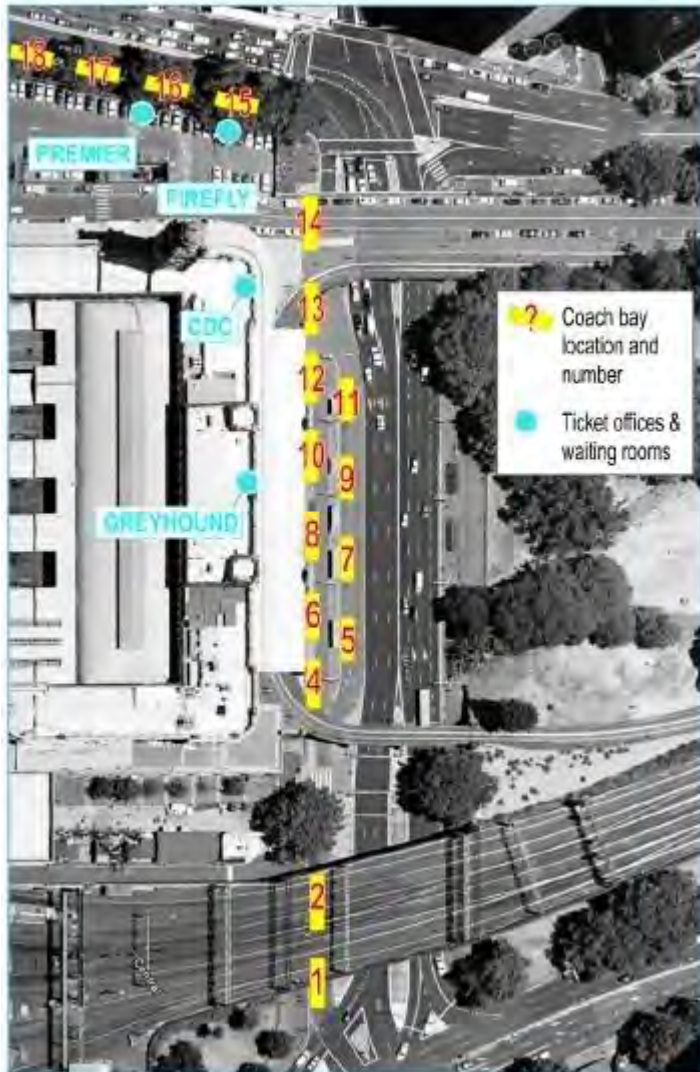 18
17
16
15
PREMIER
FIREFLY
14
CDC
13
?
Coach bay
location and
number
12
11
Ticket offices &
waiting rooms
10
9
GREYHOUND
8
7
6
5
4
2
1